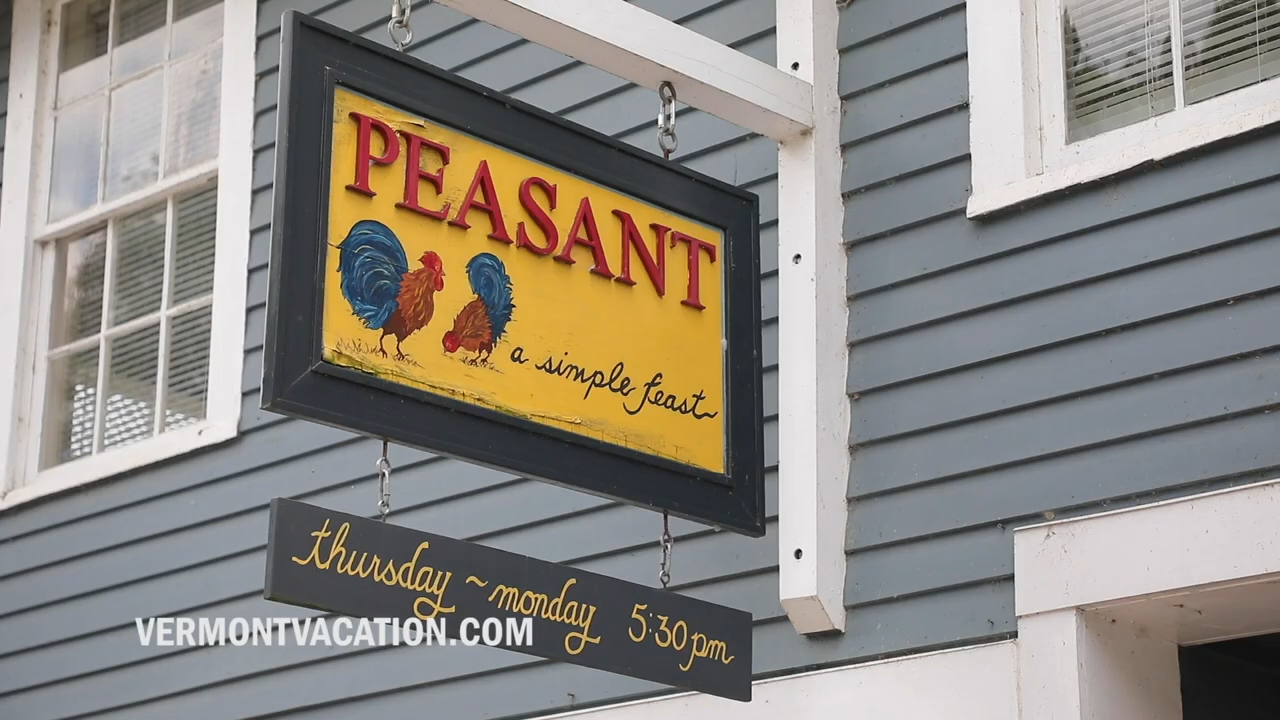 PEASANT
a simple feast
thursday ~ monday 5:30 pm
VERMONTVACATION.COM